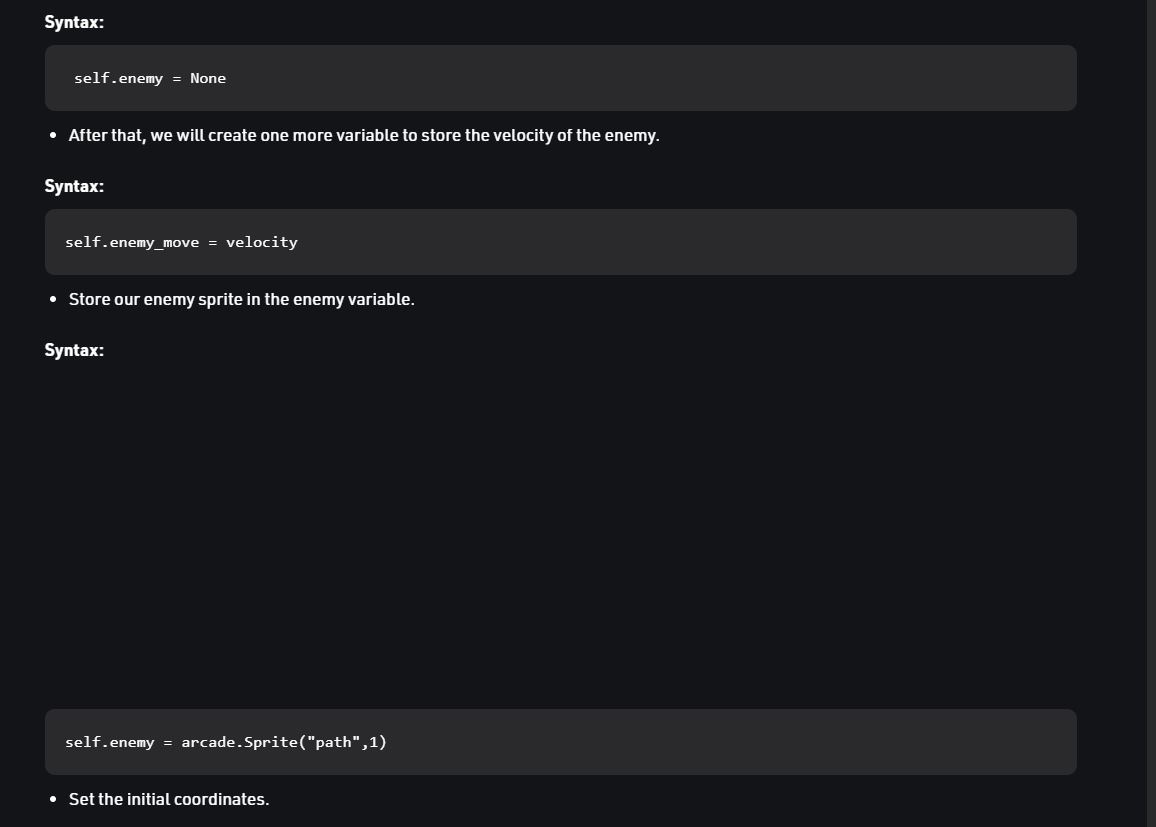 Syntax:
self.enemy = None
• After that, we will create one more variable to store the velocity of the enemy.
Syntax:
self.enemy_move = velocity
• Store our enemy sprite in the enemy variable.
Syntax:
self.enemy = arcade.Sprite("path",1)
• Set the initial coordinates.